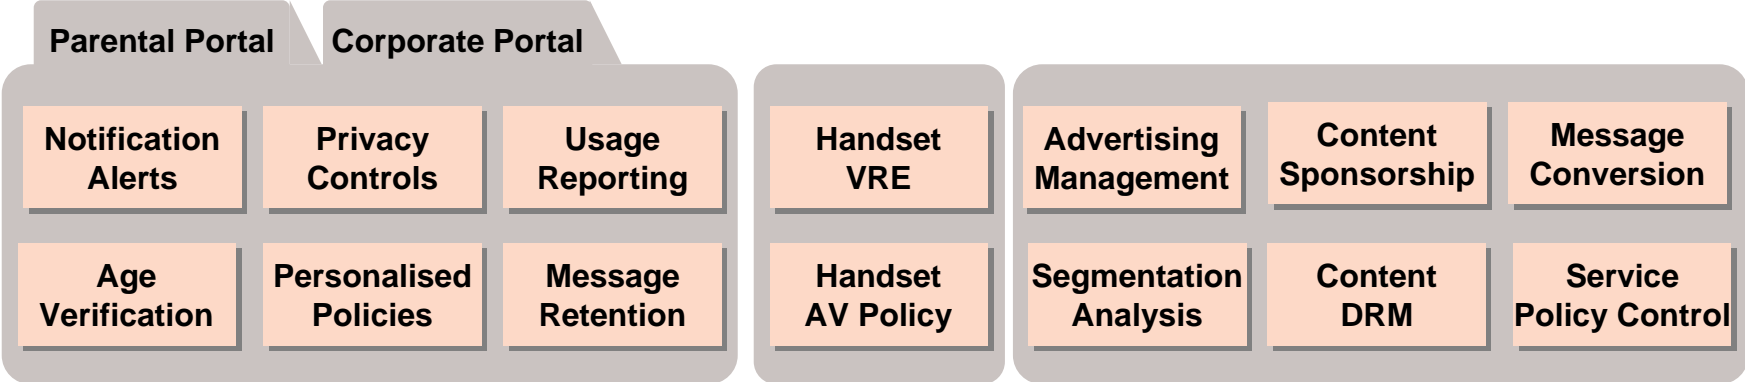 Parental Portal
Corporate Portal
Notification
Alerts
Privacy
Controls
Usage
Reporting
Handset
VRE
Advertising
Management
Content
Sponsorship
Message
Conversion
Age
Verification
Personalised
Policies
Message
Retention
Handset
AV Policy
Segmentation
Analysis
Content
DRM
Service
Policy Control